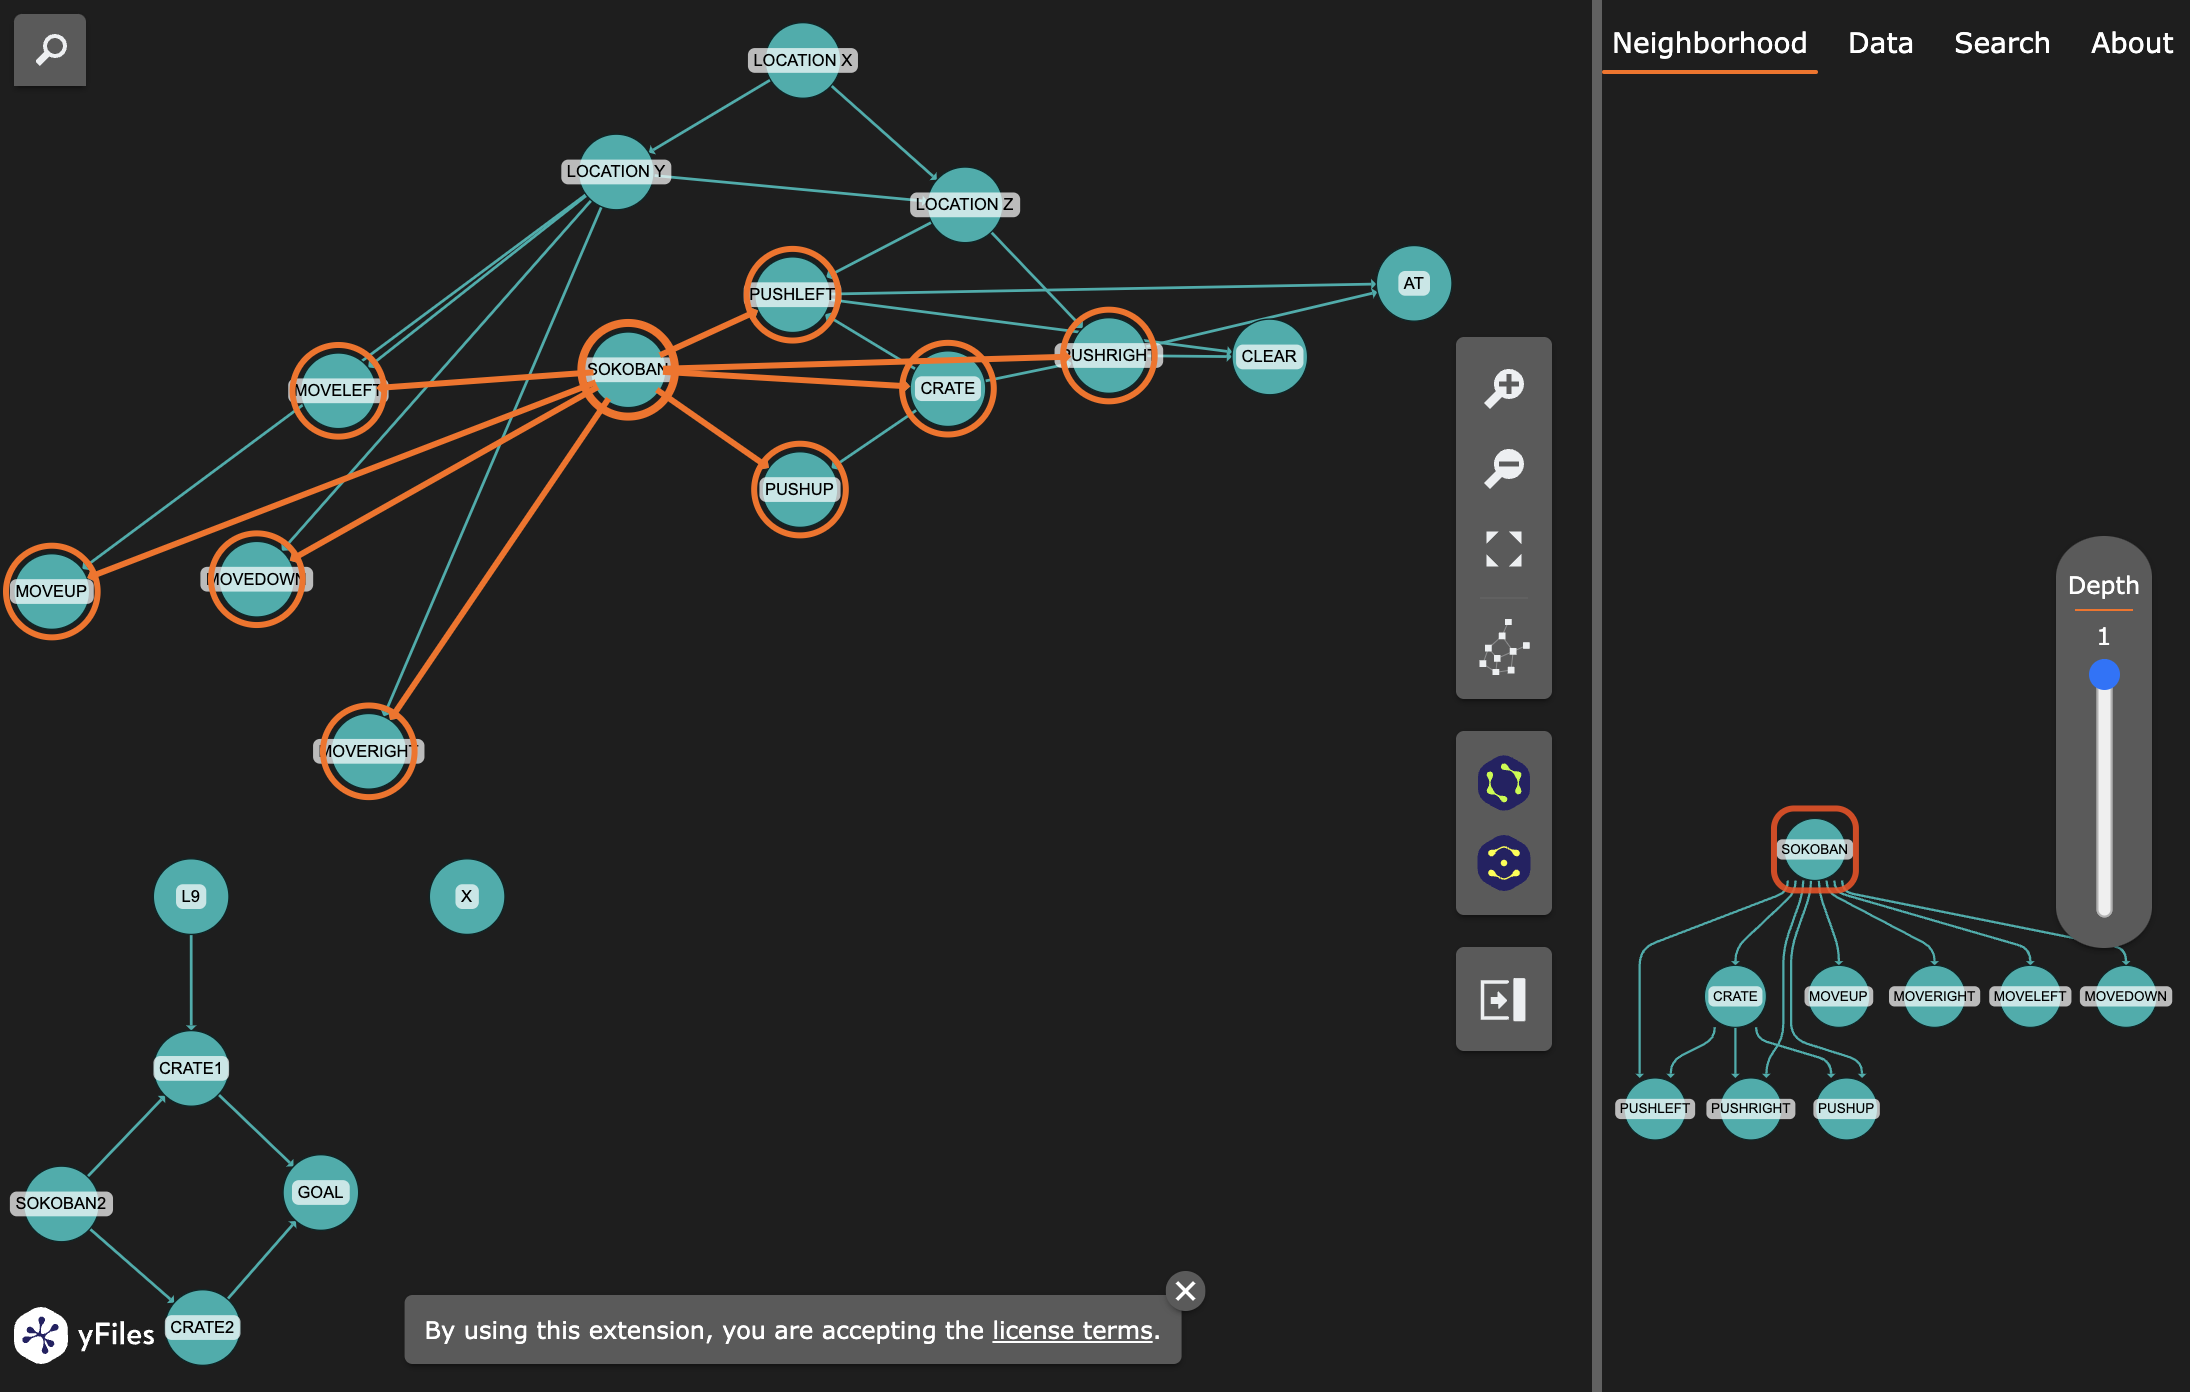 Neighborhood Data Search About
LOCATION X
LOCATION Y
LOCATION Z
AT
PUSHLEFT
PUSHRIGHT
CLEAR
SOKOBAN
CRATE
MOVELEFT
PUSHUP
MOVEUP
MOVEDOWN
MOVERIGHT
L9
X
CRATE1
SOKOBAN2
GOAL
CRATE2
yFiles
By using this extension, you are accepting the license terms.
Depth
1
SOKOBAN
CRATE
MOVEUP
MOVERIGHT
MOVELEFT
MOVEDOWN
PUSHLEFT
PUSHRIGHT
PUSHUP